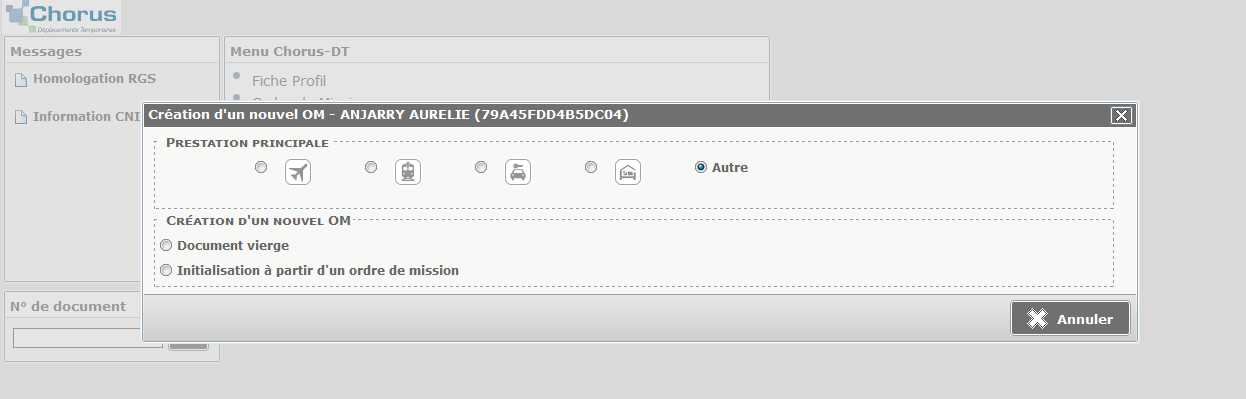 Chorus
Déplacements Temporaires
Messages
Homologation RGS
Information CNI
Menu Chorus-DT
Fiche Profil
Création d'un nouvel OM - ANJARRY AURELIE (79A45FDD4B5DC04)
PRESTATION PRINCIPALE
Autre
CRÉATION D'UN NOUVEL OM
Document vierge
Initialisation à partir d'un ordre de mission
Annuler
N° de document